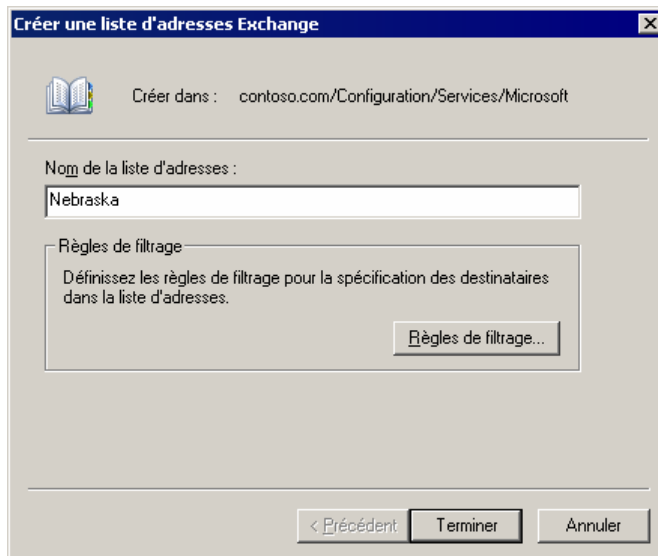 Créer une liste d'adresses Exchange
Créer dans : contoso.com/Configuration/Services/Microsoft
Nom de la liste d'adresses :
Nebraska
Règles de filtrage
Définissez les règles de filtrage pour la spécification des destinataires
dans la liste d'adresses.
Règles de filtrage...
< Précédent Terminer Annuler